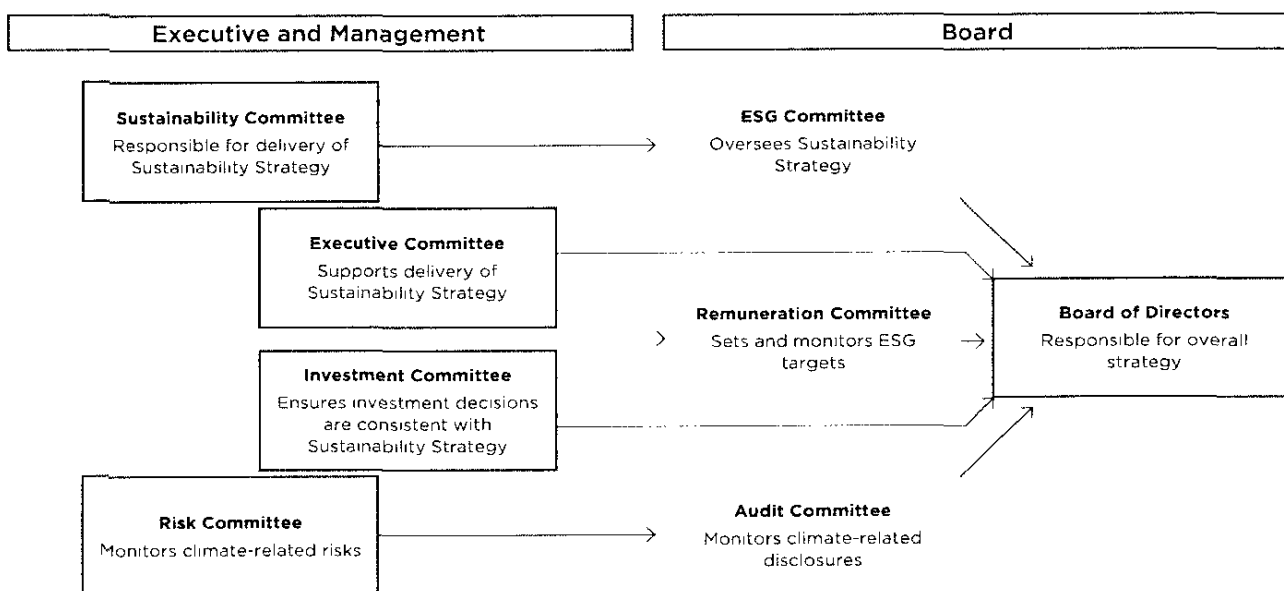 Executive and Management
Board
Sustainability Committee
Responsible for delivery of
Sustainability Strategy
ESG Committee
Oversees Sustainability
Strategy
Executive Committee
Supports delivery of
Sustainability Strategy
Remuneration Committee
Sets and monitors ESG
targets
Board of Directors
Responsible for overall
strategy
Investment Committee
Ensures investment decisions
are consistent with
Sustainability Strategy
Risk Committee
Monitors climate-related risks
Audit Committee
Monitors climate-related
disclosures